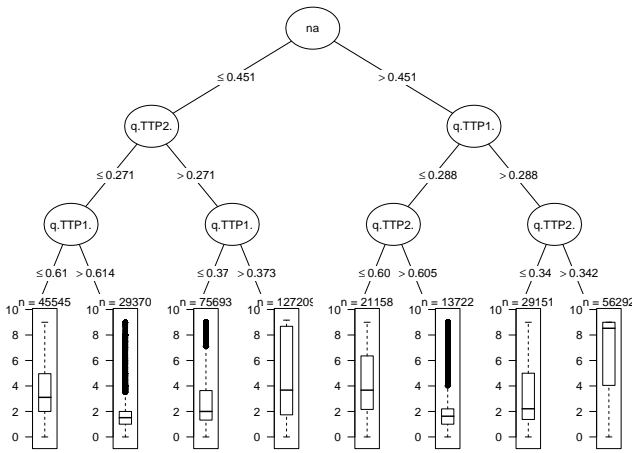 na
≤ 0.451 > 0.451
q.TTP2. q.TTP1.
≤ 0.271 > 0.271 ≤ 0.288 > 0.288
q.TTP1. q.TTP1. q.TTP2. q.TTP2.
≤ 0.61 > 0.614 ≤ 0.37 > 0.373 ≤ 0.60 > 0.605 ≤ 0.34 > 0.342
n = 45545 n = 29370 n = 75693 n = 127209 n = 21158 n = 13722 n = 29151 n = 56292
10 10 10 10 10 10 10 10
8 8 8 8 8 8 8 8
6 6 6 6 6 6 6 6
4 4 4 4 4 4 4 4
2 2 2 2 2 2 2 2
0 0 0 0 0 0 0 0